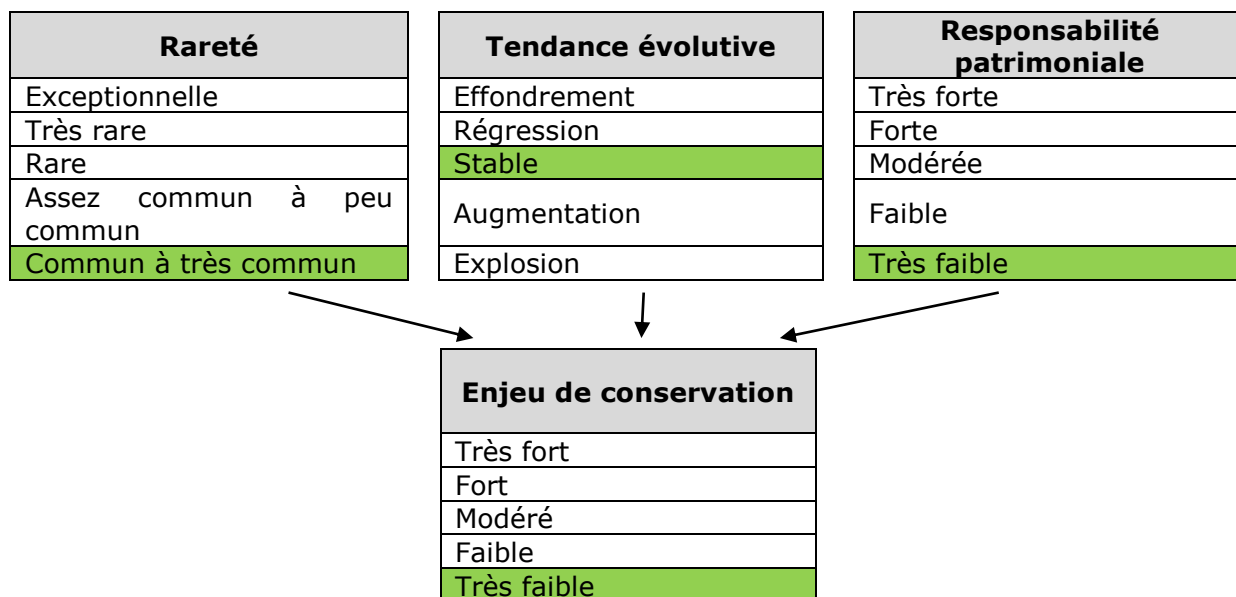 Rareté
Exceptionnelle
Très rare
Rare
Assez commun à peu
commun
Commun à très commun
Tendance évolutive
Effondrement
Régression
Stable
Augmentation
Explosion
Responsabilité
patrimoniale
Très forte
Forte
Modérée
Faible
Très faible
Enjeu de conservation
Très fort
Fort
Modéré
Faible
Très faible